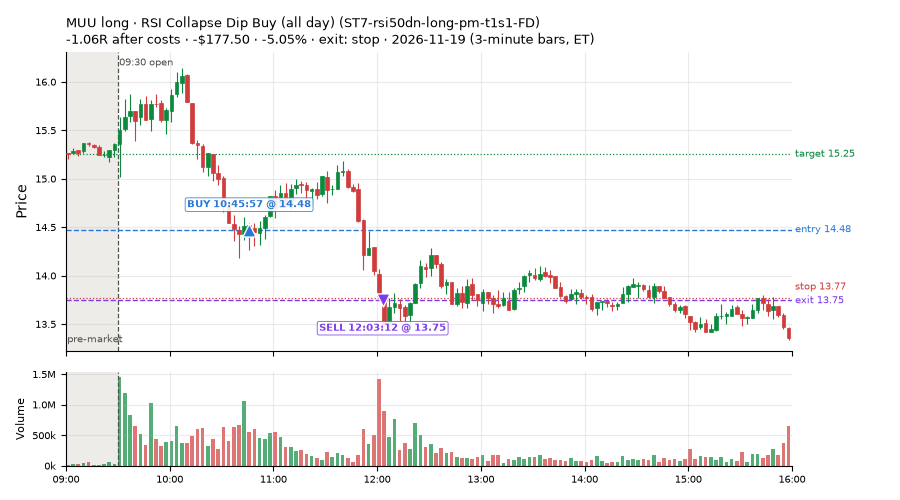 MUU long · RSI Collapse Dip Buy (all day) (ST7-rsi50dn-long-pm-t1s1-FD)
-1.06R after costs · -$177.50 · -5.05% · exit: stop · 2026-11-19 (3-minute bars, ET)
09:30 open
16.0
15.5
target 15.25
15.0
BUY 10:45:57 @ 14.48
14.5
entry 14.48
Price
14.0
stop 13.77
exit 13.75
13.5
SELL 12:03:12 @ 13.75
pre-market
1.5M
1.0M
Volume
500k
0k
09:00
10:00
11:00
12:00
13:00
14:00
15:00
16:00